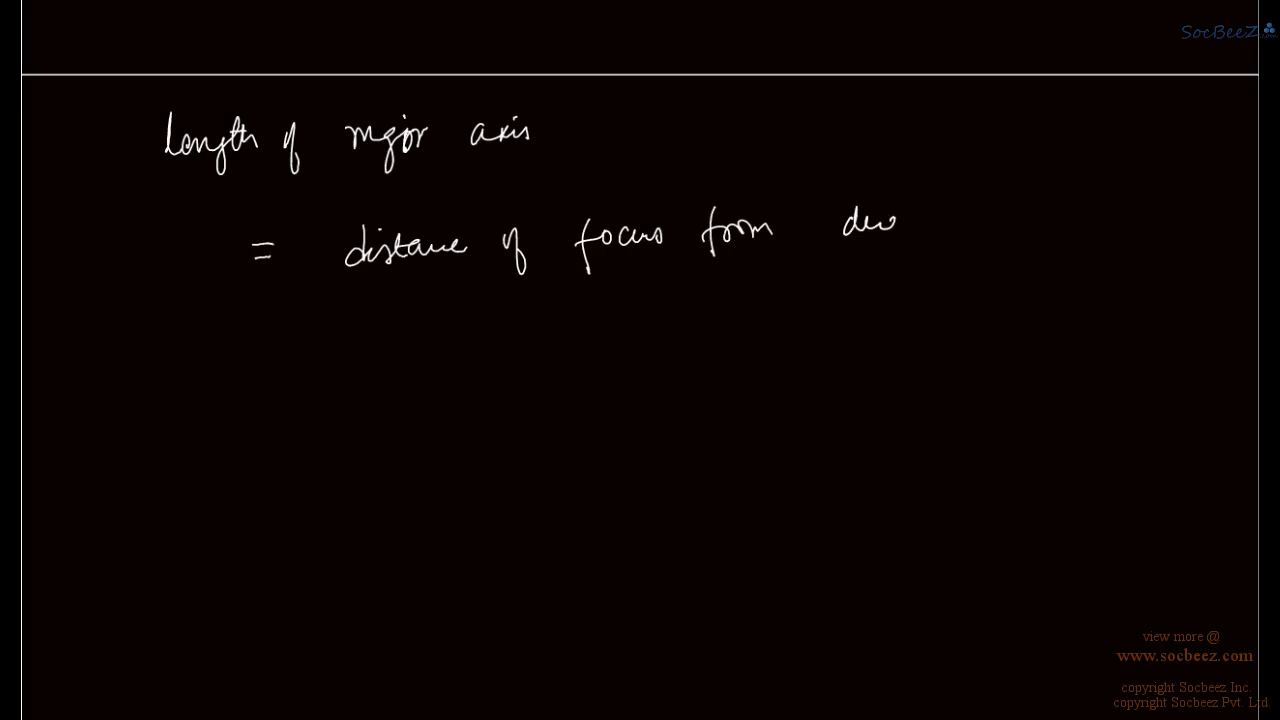 SocBeeZ
Length of major axis
= distance of focus from
view more @
www.socbeez.com
copyright Socbeez Inc.
copyright Socbeez Pvt. Ltd.